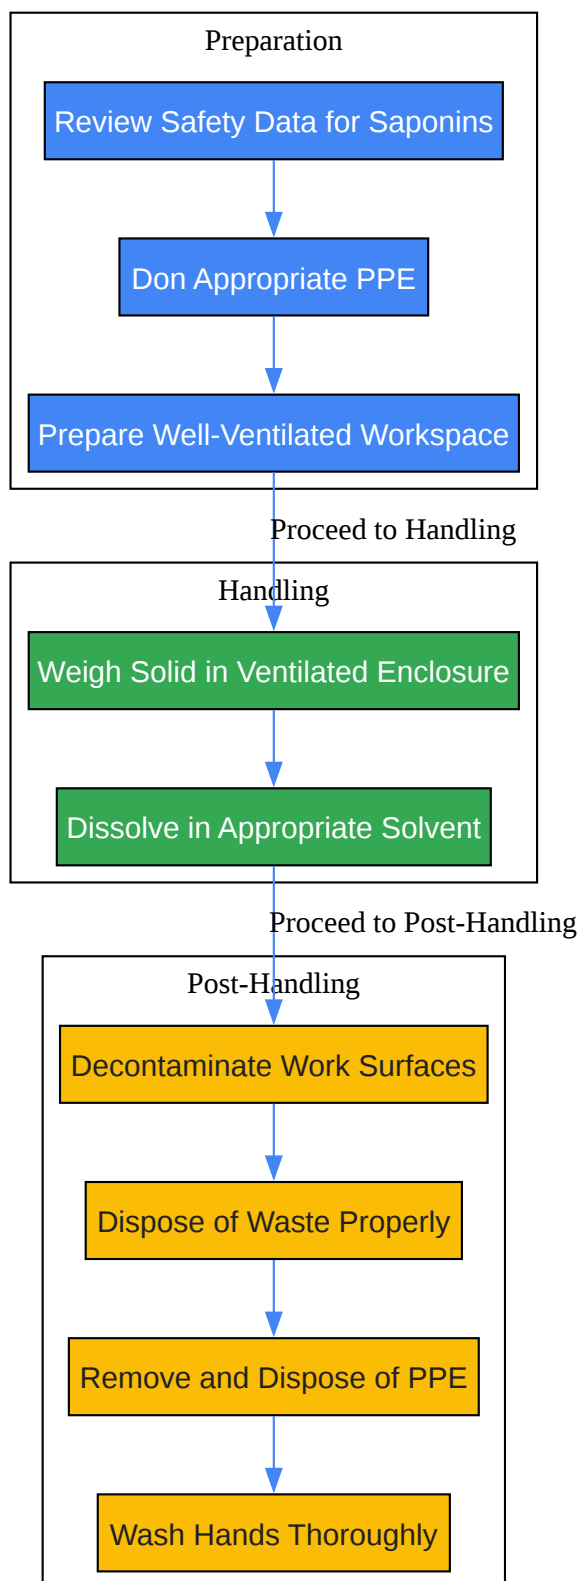 Preparation
Review Safety Data for Saponins
Don Appropriate PPE
Prepare Well-Ventilated Workspace
Proceed to Handling
Handling
Weigh Solid in Ventilated Enclosure
Dissolve in Appropriate Solvent
Proceed to Post-Handling
Post-Handling
Decontaminate Work Surfaces
Dispose of Waste Properly
Remove and Dispose of PPE
Wash Hands Thoroughly